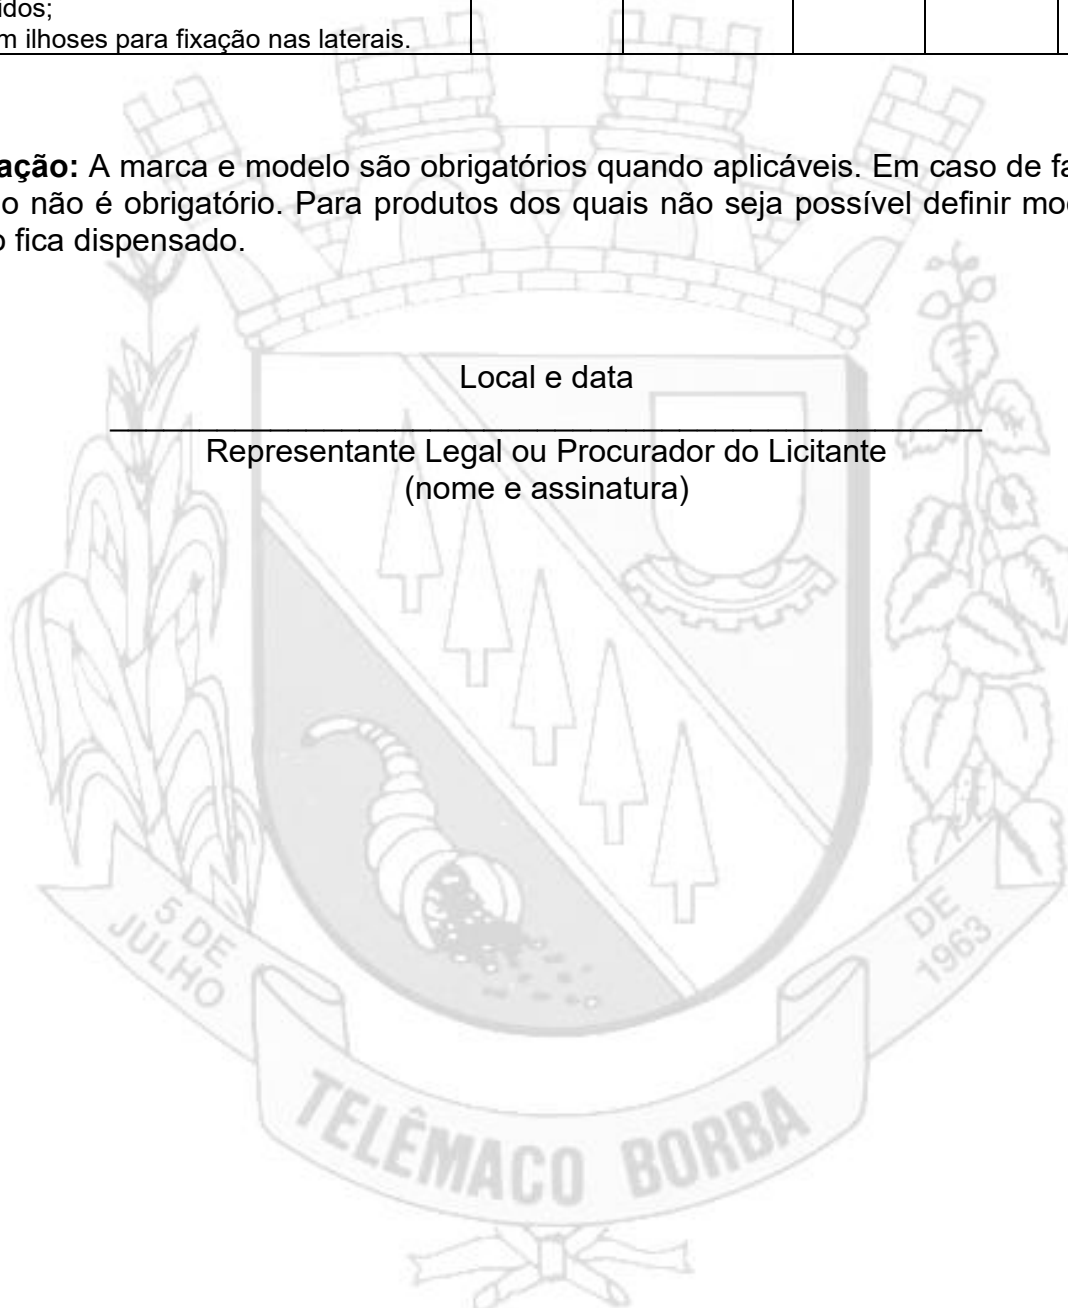 idos;
m ilhoses para fixação nas laterais.
ação: A marca e modelo são obrigatórios quando aplicáveis. Em caso de fa
o não é obrigatório. Para produtos dos quais não seja possível definir mo
o fica dispensado.
Local e data
Representante Legal ou Procurador do Licitante
(nome e assinatura)
5 DE
JULHO
DE
1963
TELÊMACO BORBA